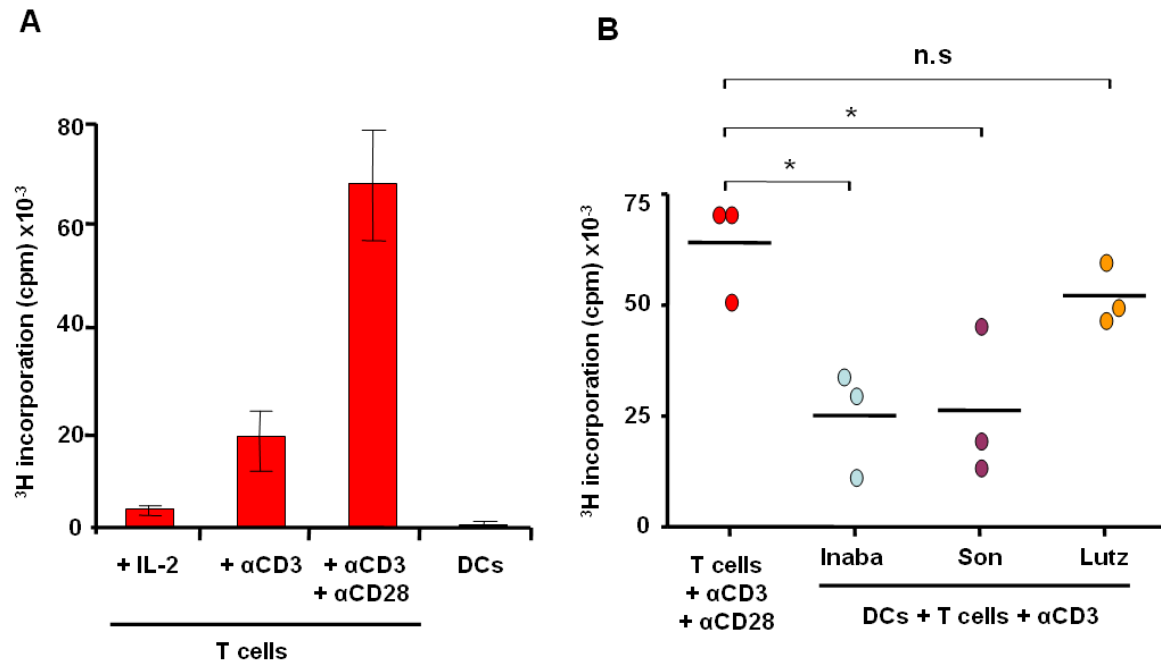 A
³H incorporation (cpm) x10⁻³
80
60
40
20
0
+ IL-2
+ αCD3
+ αCD3
+ αCD28
DCs
T cells
B
n.s
*
*
³H incorporation (cpm) x10⁻³
75
50
25
0
T cells
+ αCD3
+ αCD28
Inaba
Son
Lutz
DCs + T cells + αCD3